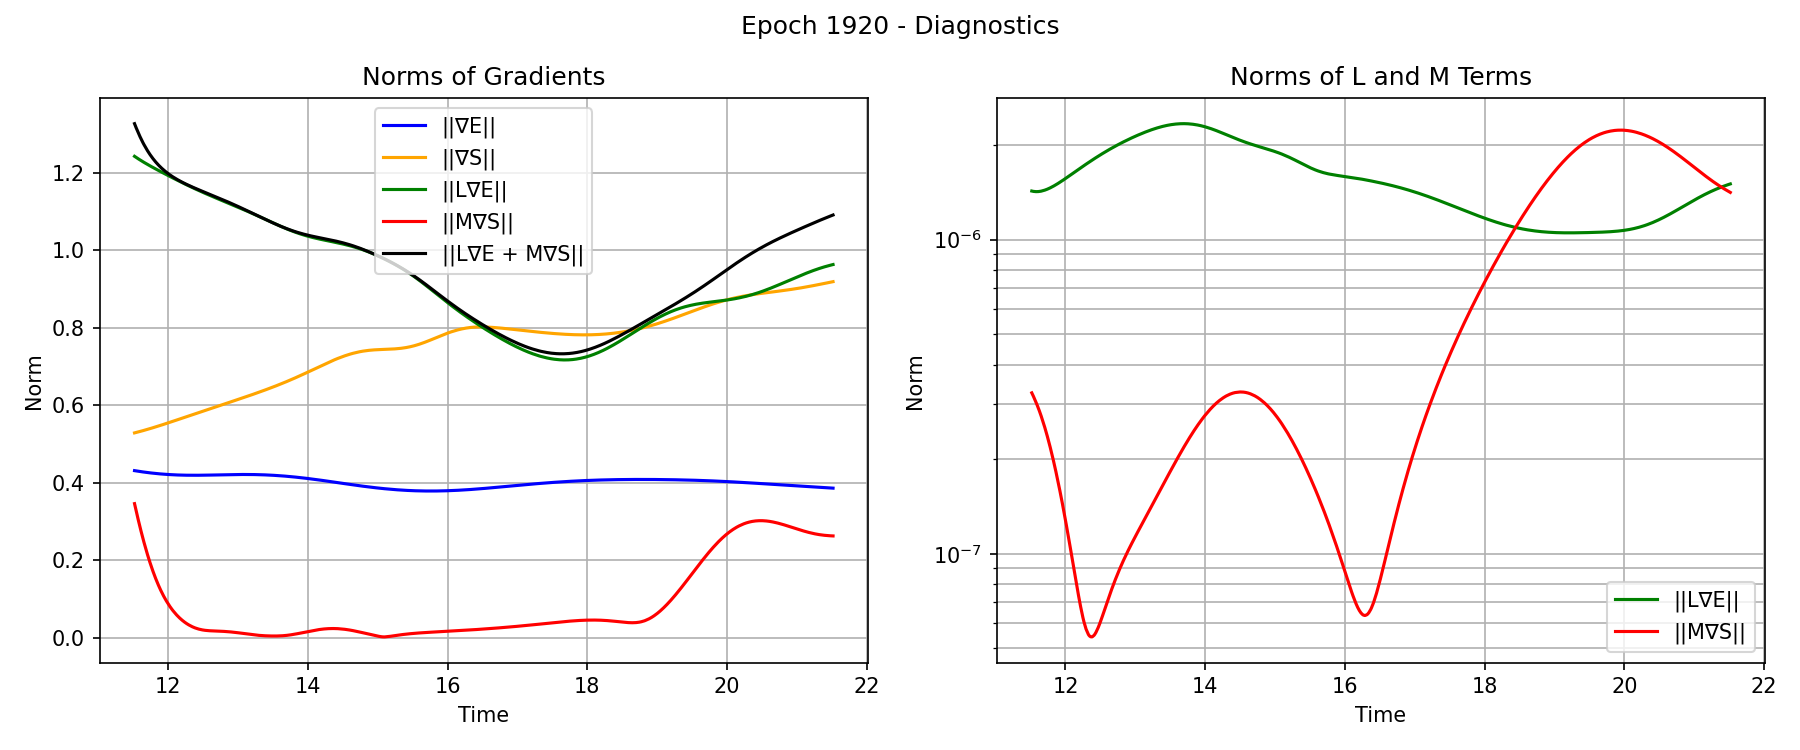 Epoch 1920 - Diagnostics
Norms of Gradients
||∇E||
||∇S||
||L∇E||
||M∇S||
||L∇E + M∇S||
1.2
1.0
0.8
0.6
0.4
0.2
0.0
Norm
12 14 16 18 20 22
Time
Norms of L and M Terms
10⁻⁶
10⁻⁷
Norm
||L∇E||
||M∇S||
12 14 16 18 20 22
Time